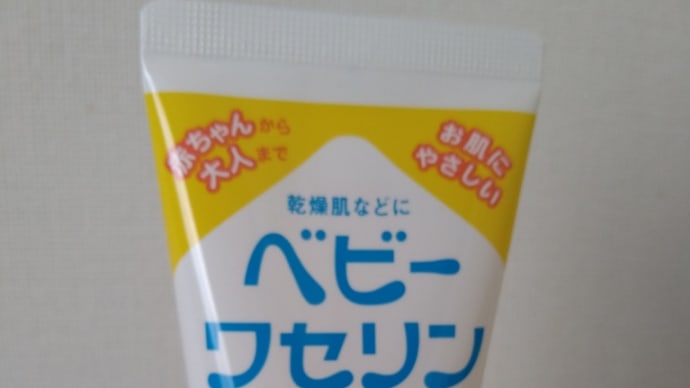 赤ちゃんから
大人まで
お肌に
やさしい
乾燥肌などに
ベビー
ワセリン